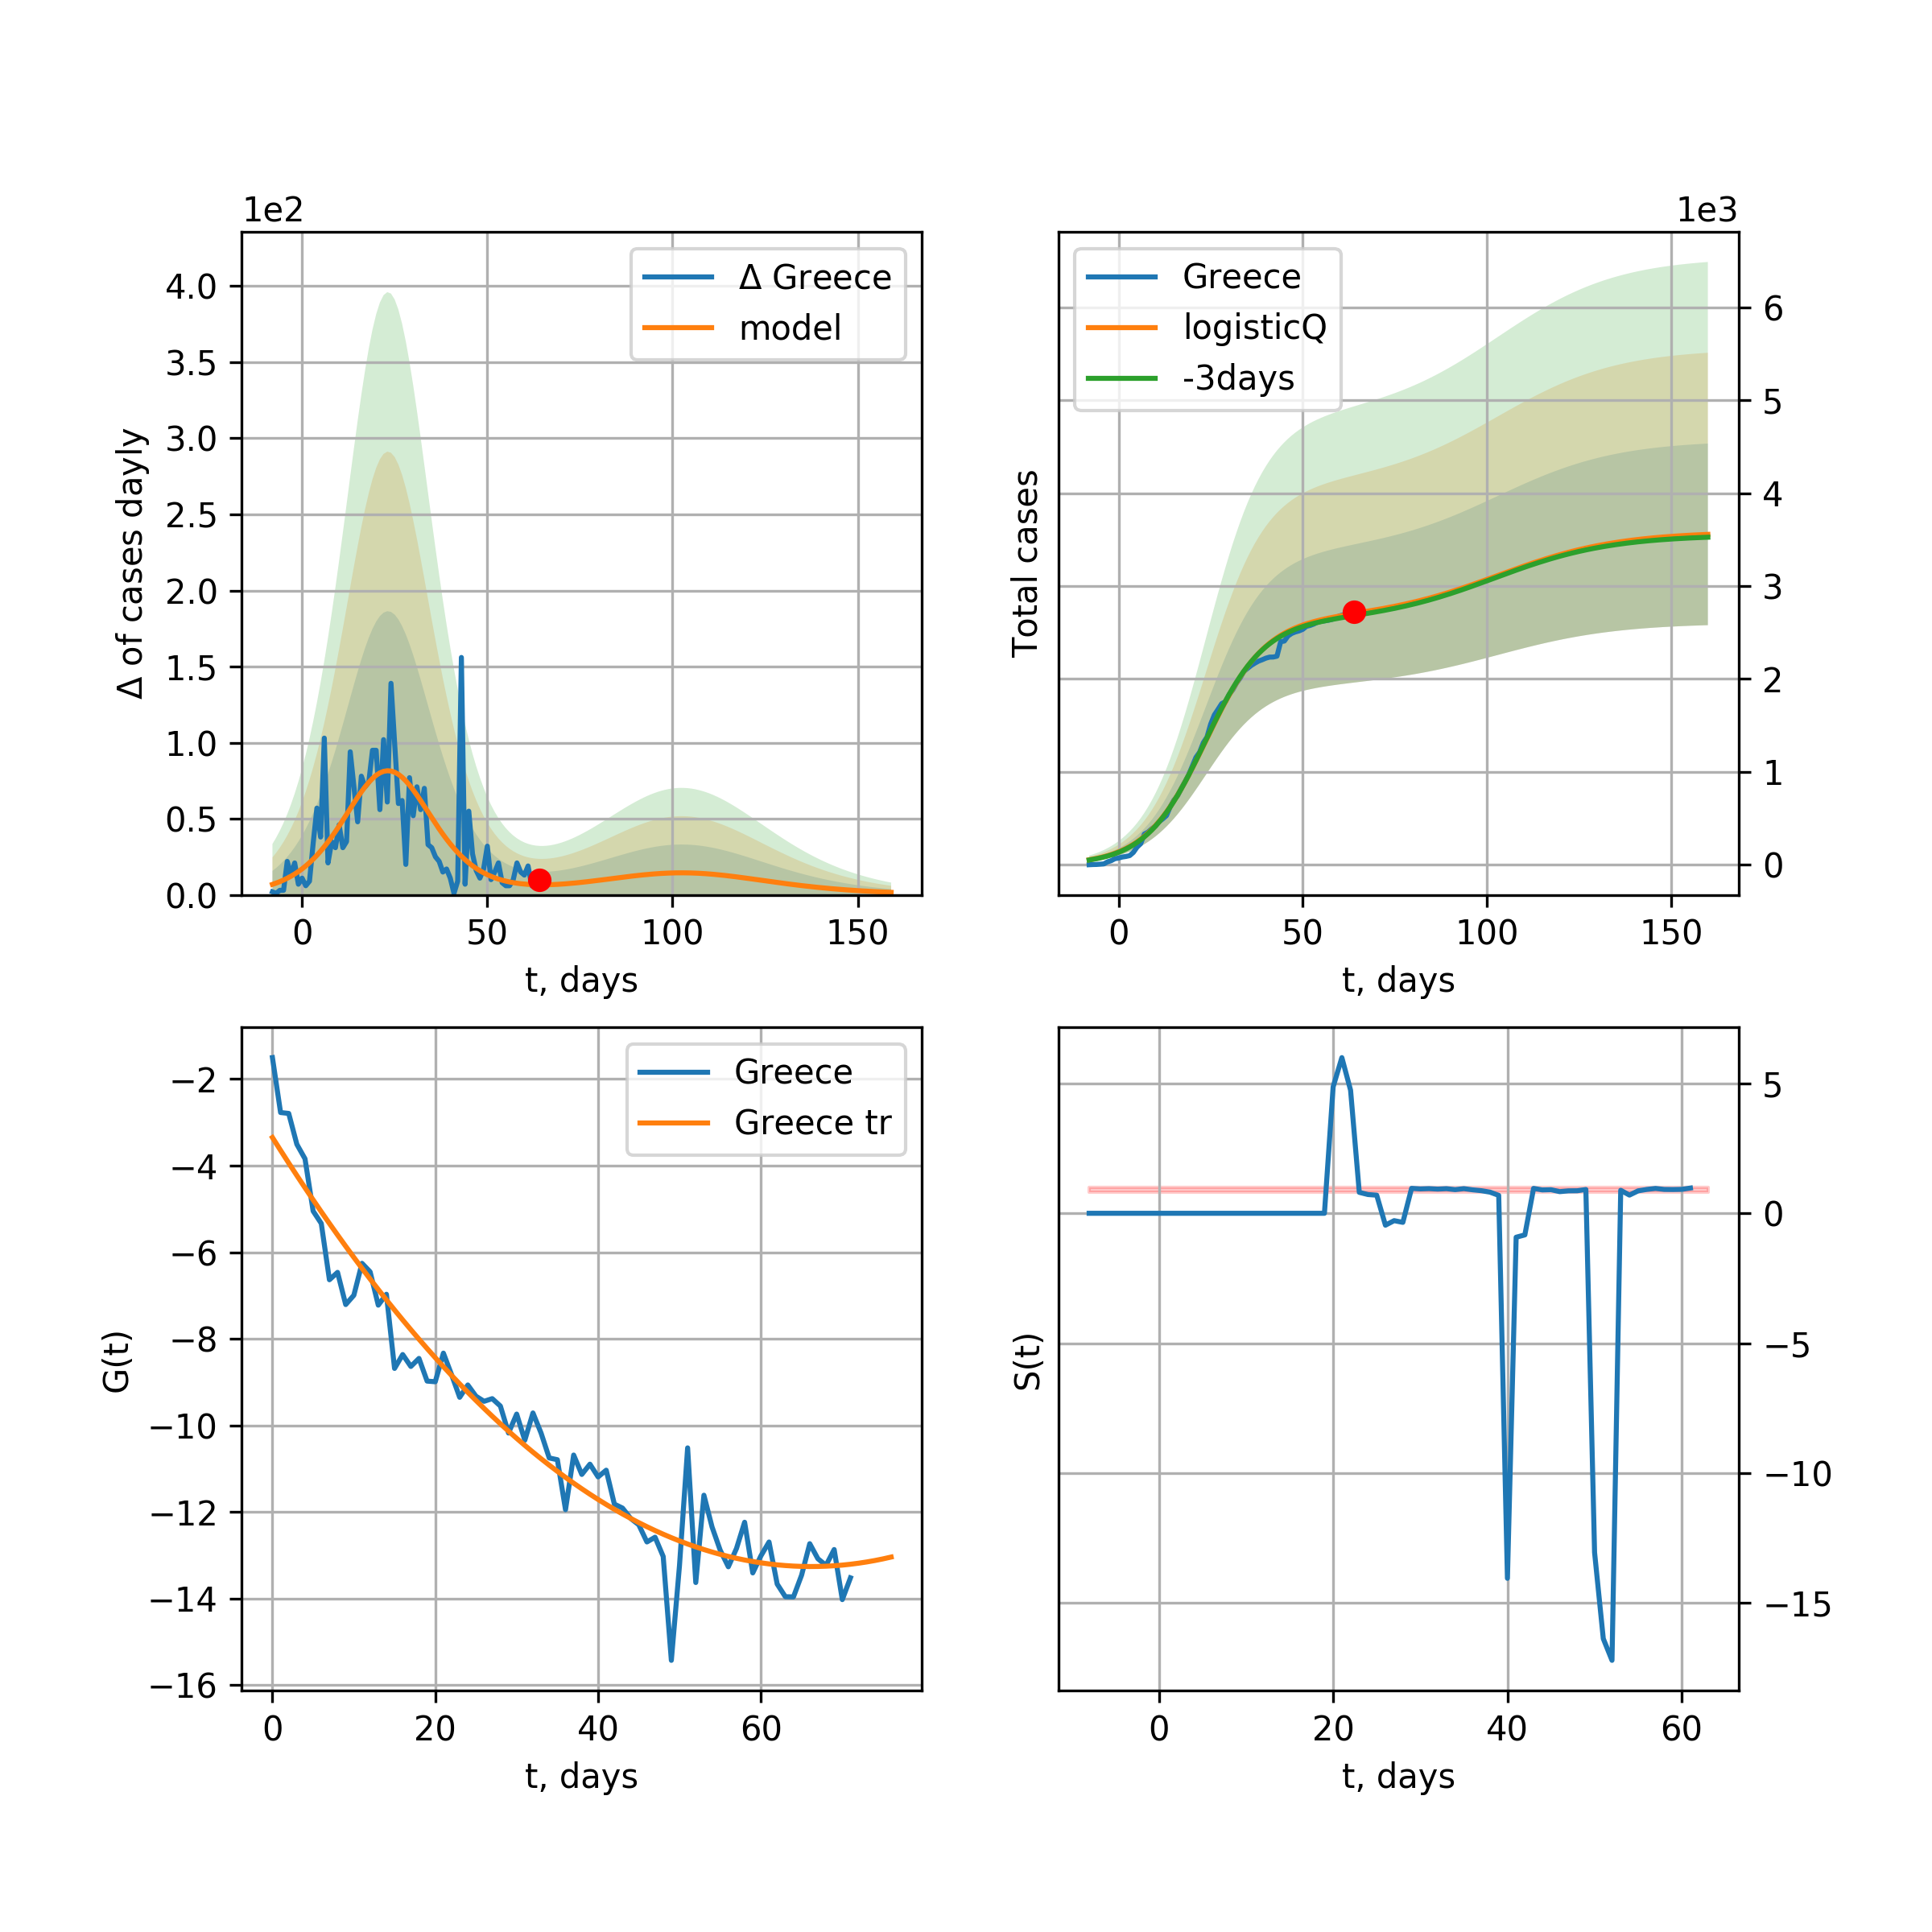 1e2
Δ of cases dayly
4.0
3.5
3.0
2.5
2.0
1.5
1.0
0.5
0.0
0 50 100 150
t, days
Δ Greece
model
1e3
Total cases
6
5
4
3
2
1
0
0 50 100 150
t, days
Greece
logisticQ
-3days
G(t)
−2
−4
−6
−8
−10
−12
−14
−16
0 20 40 60
t, days
Greece
Greece tr
S(t)
5
0
−5
−10
−15
0 20 40 60
t, days